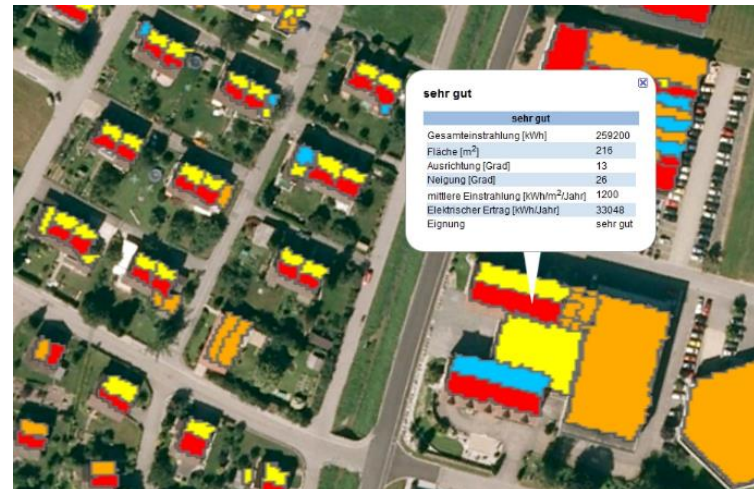 sehr gut
sehr gut
Gesamteinstrahlung [kWh] 259200
Fläche [m²] 216
Ausrichtung [Grad] 13
Neigung [Grad] 26
mittlere Einstrahlung [kWh/m²/Jahr] 1200
Elektrischer Ertrag [kWh/Jahr] 33048
Eignung sehr gut